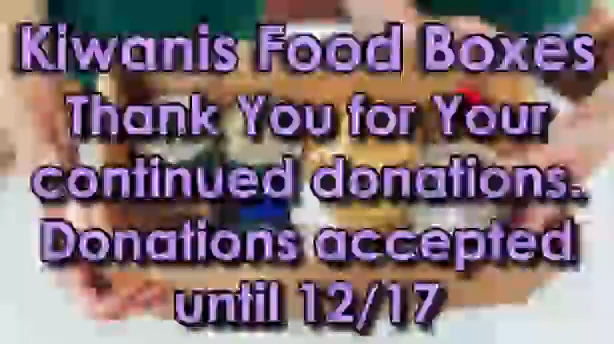 Kiwanis Food Boxes
Thank You for Your
continued donations.
Donations accepted
until 12/17